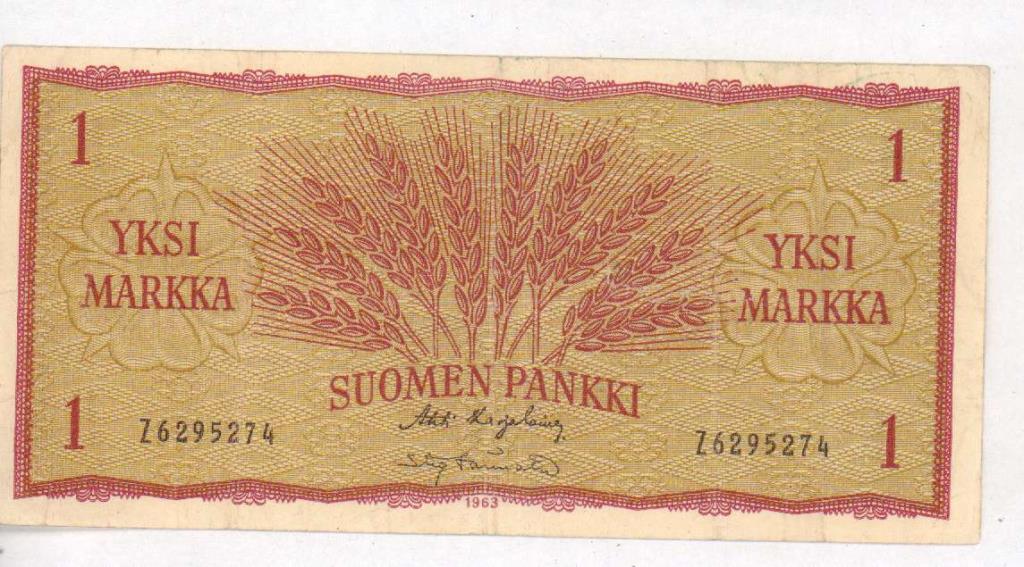 1
1
YKSI
MARKKA
YKSI
MARKKA
SUOMEN PANKKI
1
Z6295274
Z6295274
1
1963